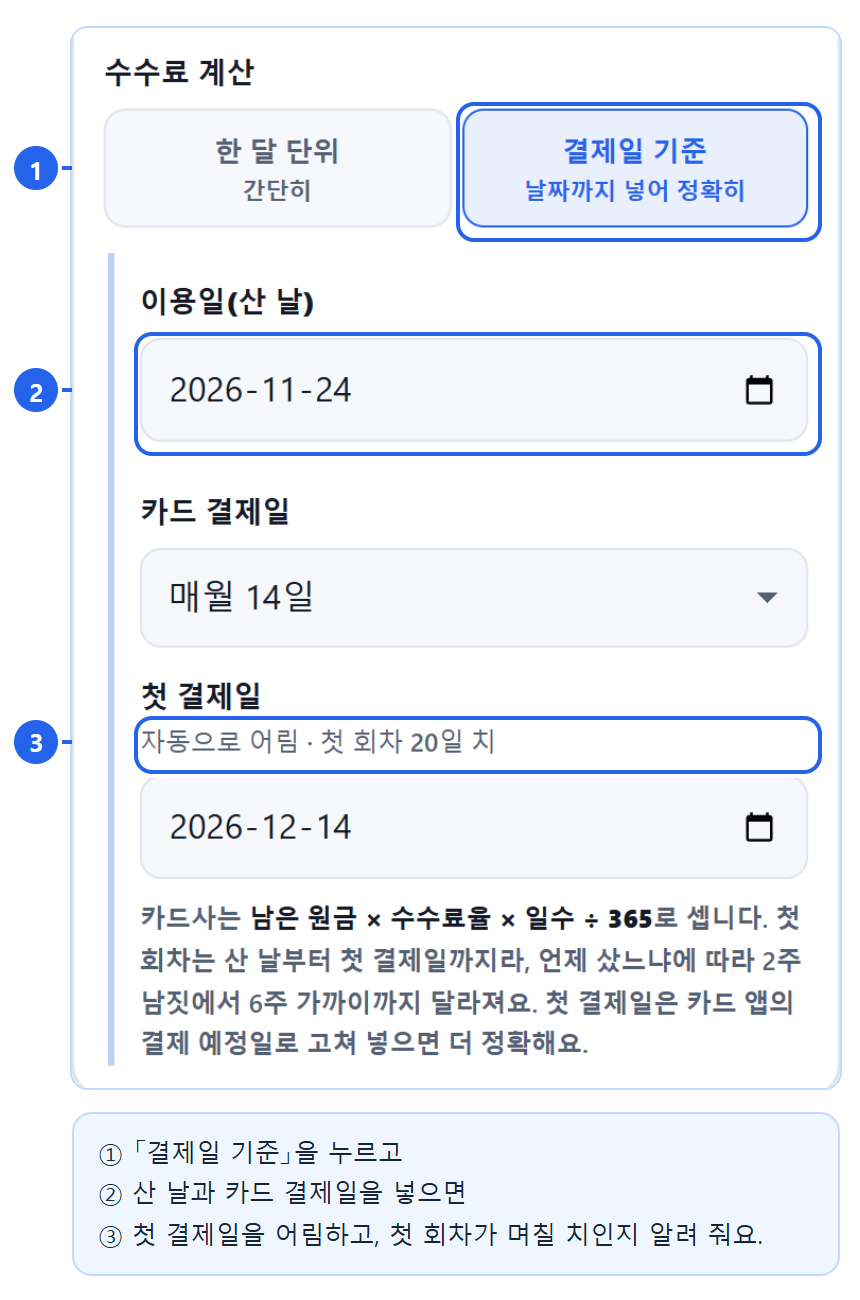 수수료 계산
한 달 단위
간단히
결제일 기준
날짜까지 넣어 정확히
1
이용일(산 날)
2
2026-11-24
카드 결제일
매월 14일
첫 결제일
3
자동으로 어림 · 첫 회차 20일 치
2026-12-14
카드사는 남은 원금 × 수수료율 × 일수 ÷ 365로 셉니다. 첫
회차는 산 날부터 첫 결제일까지라, 언제 샀느냐에 따라 2주
남짓에서 6주 가까이까지 달라져요. 첫 결제일은 카드 앱의
결제 예정일로 고쳐 넣으면 더 정확해요.
① 「결제일 기준」을 누르고
② 산 날과 카드 결제일을 넣으면
③ 첫 결제일을 어림하고, 첫 회차가 며칠 치인지 알려 줘요.